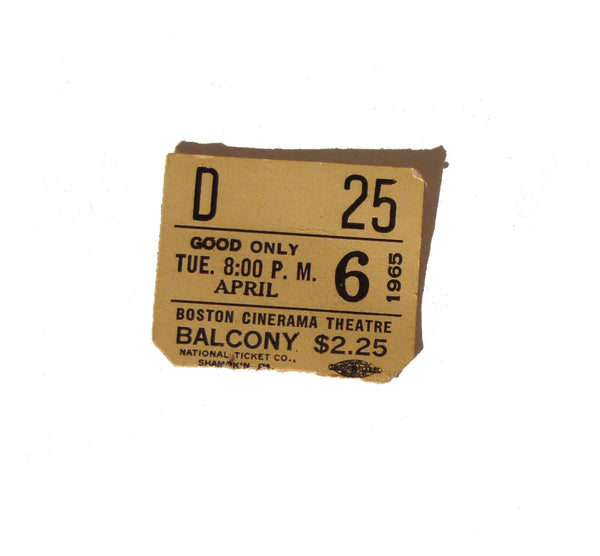 D 25
GOOD ONLY
TUE. 8:00 P. M.
APRIL 6 1965
BOSTON CINERAMA THEATRE
BALCONY $2.25
NATIONAL TICKET CO.,